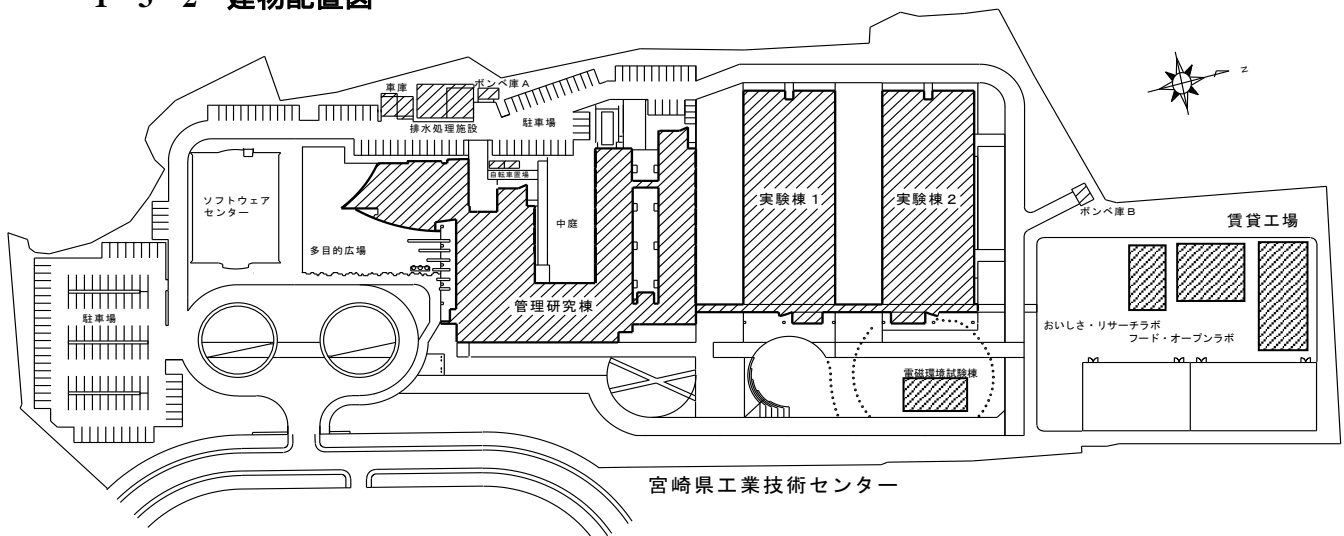 1-3-2 建物配置図
車庫
ボンベ庫A
N
排水処理施設
駐車場
自転車置場
ソフトウェア
センター
実験棟1
実験棟2
ボンベ庫B
中庭
賃貸工場
多目的広場
管理研究棟
駐車場
おいしさ・リサーチラボ
フード・オープンラボ
電磁環境試験棟
宮崎県工業技術センター